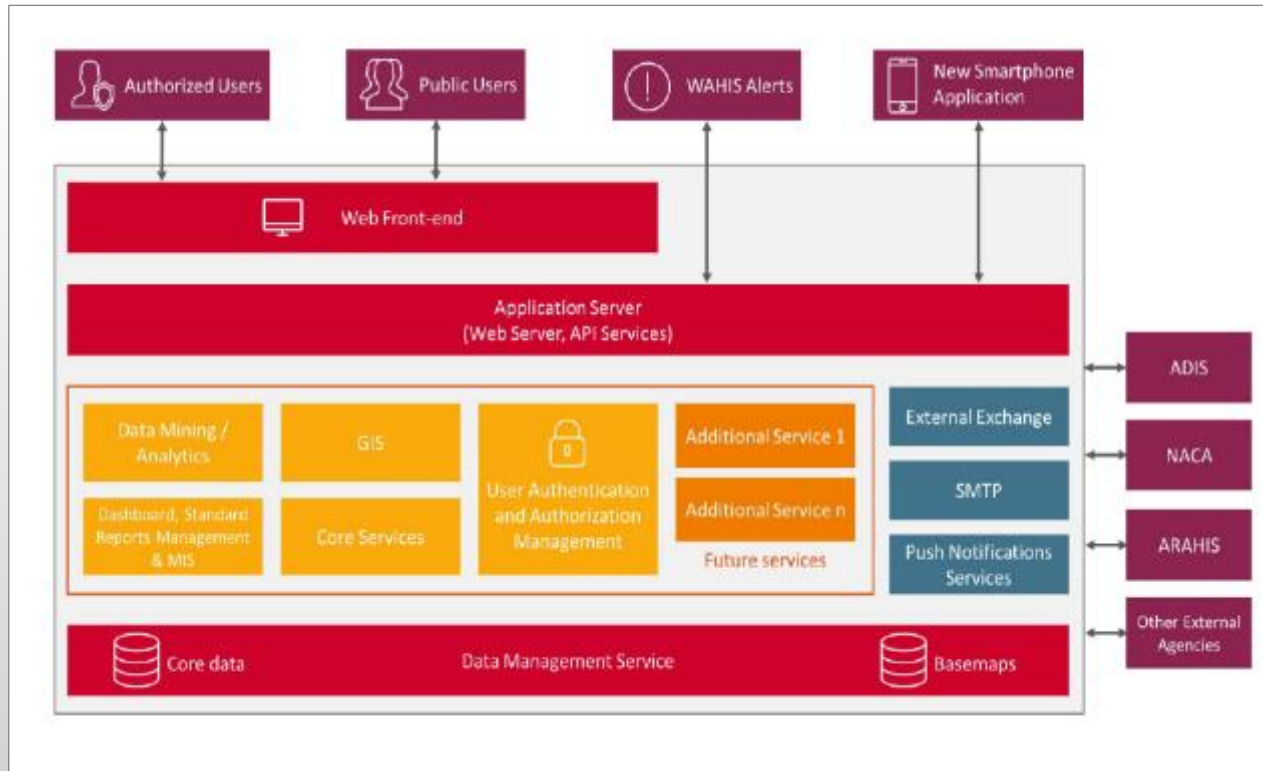 Authorized Users
Public Users
WAHIS Alerts
New Smartphone
Application
Web Front-end
Application Server
(Web Server, API Services)
Data Mining /
Analytics
GIS
User Authentication
and Authorization
Management
Additional Service 1
Additional Service n
Future services
Dashboard, Standard
Reports Management
& MIS
Core Services
External Exchange
SMTP
Push Notifications
Services
ADIS
NACA
ARAHIS
Other External
Agencies
Core data
Data Management Service
Basemaps